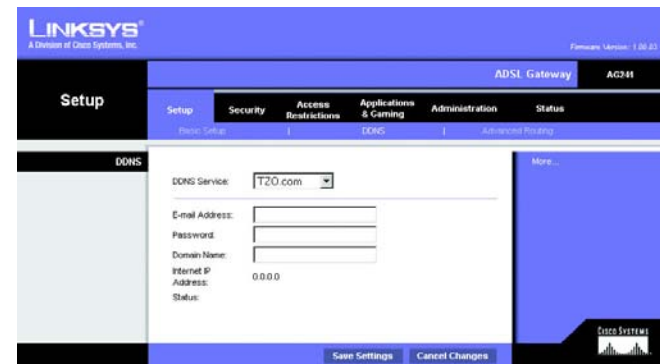 LINKSYS®
A Division of Cisco Systems, Inc.
Firmware Version: 1.00.03
ADSL Gateway AG241
Setup
Setup Security Access Restrictions Applications & Gaming Administration Status
Basic Setup | DDNS | Advanced Routing
DDNS
More...
DDNS Service: TZO.com
E-mail Address:
Password:
Domain Name:
Internet IP Address: 0.0.0.0
Status:
Save Settings Cancel Changes
CISCO SYSTEMS